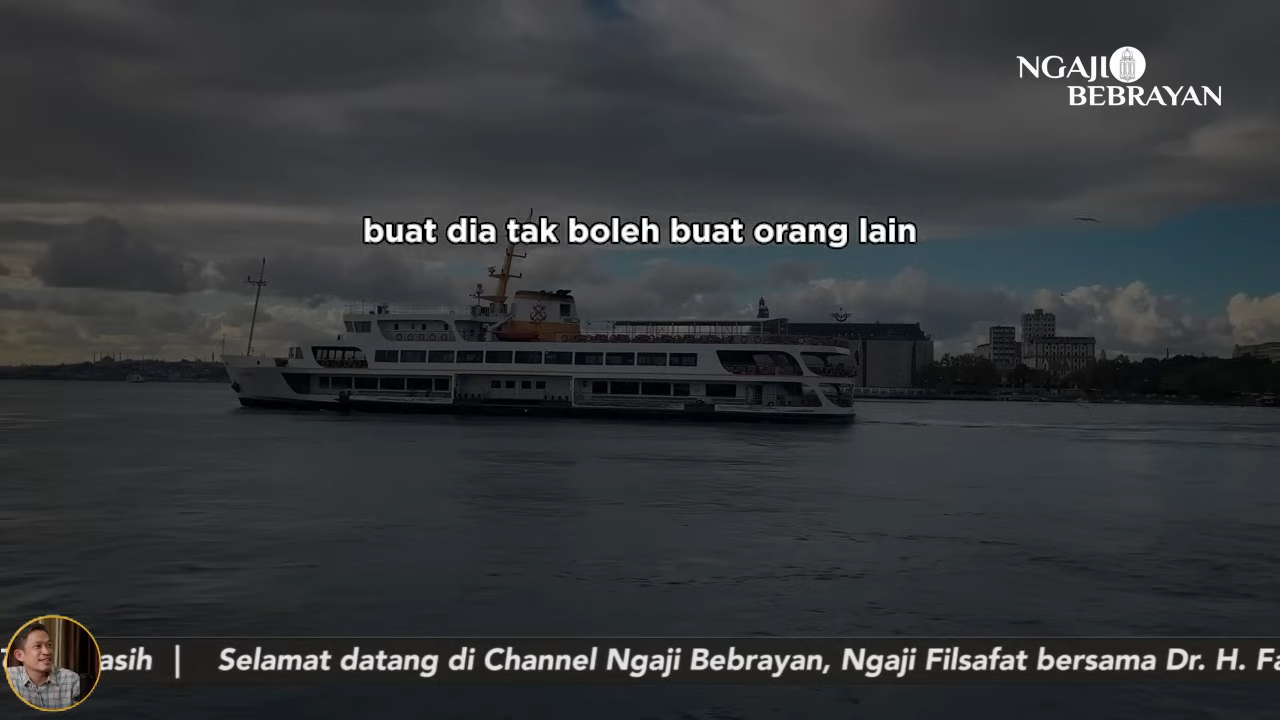 NGAJI
BEBRAYAN
buat dia tak boleh buat orang lain
asih | Selamat datang di Channel Ngaji Bebrayan, Ngaji Filsafat bersama Dr. H. Fa